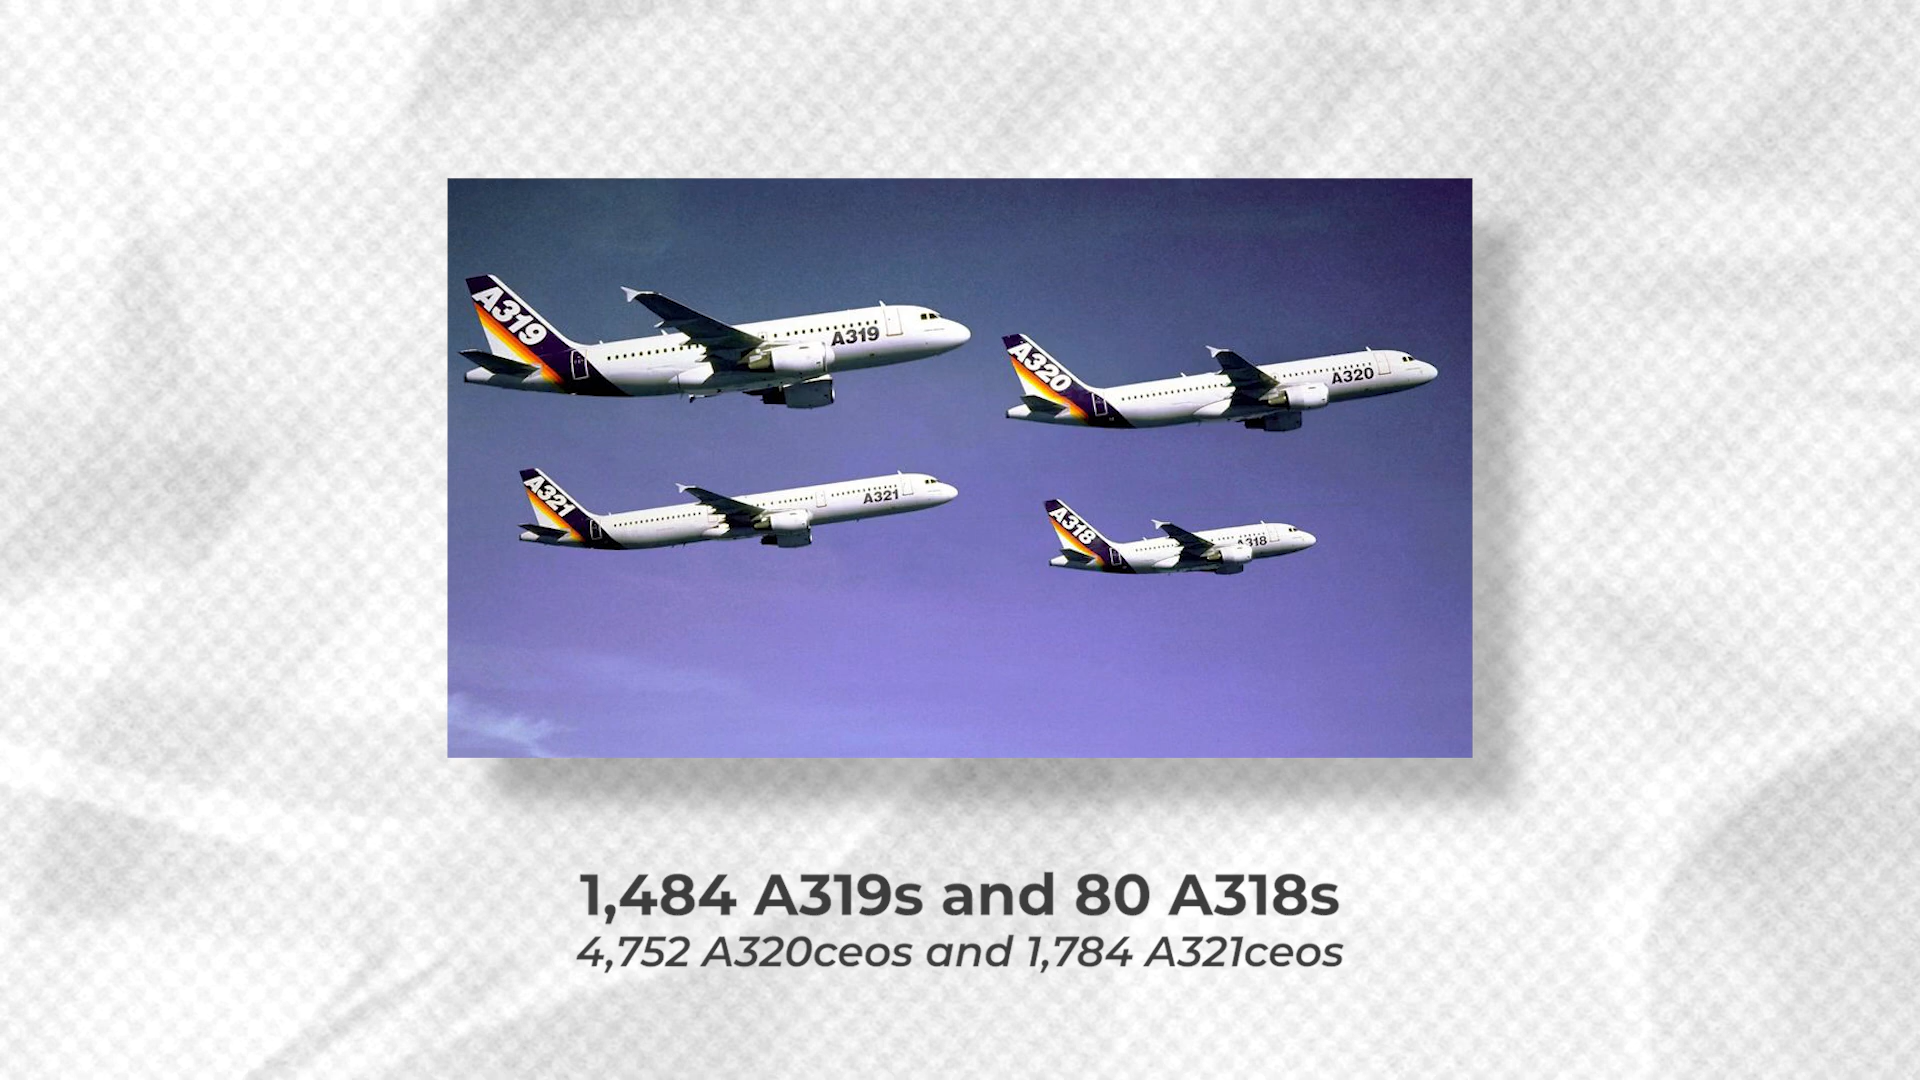 A319
A319
A320
A320
A321
A321
A318
A318
1,484 A319s and 80 A318s
4,752 A320ceos and 1,784 A321ceos